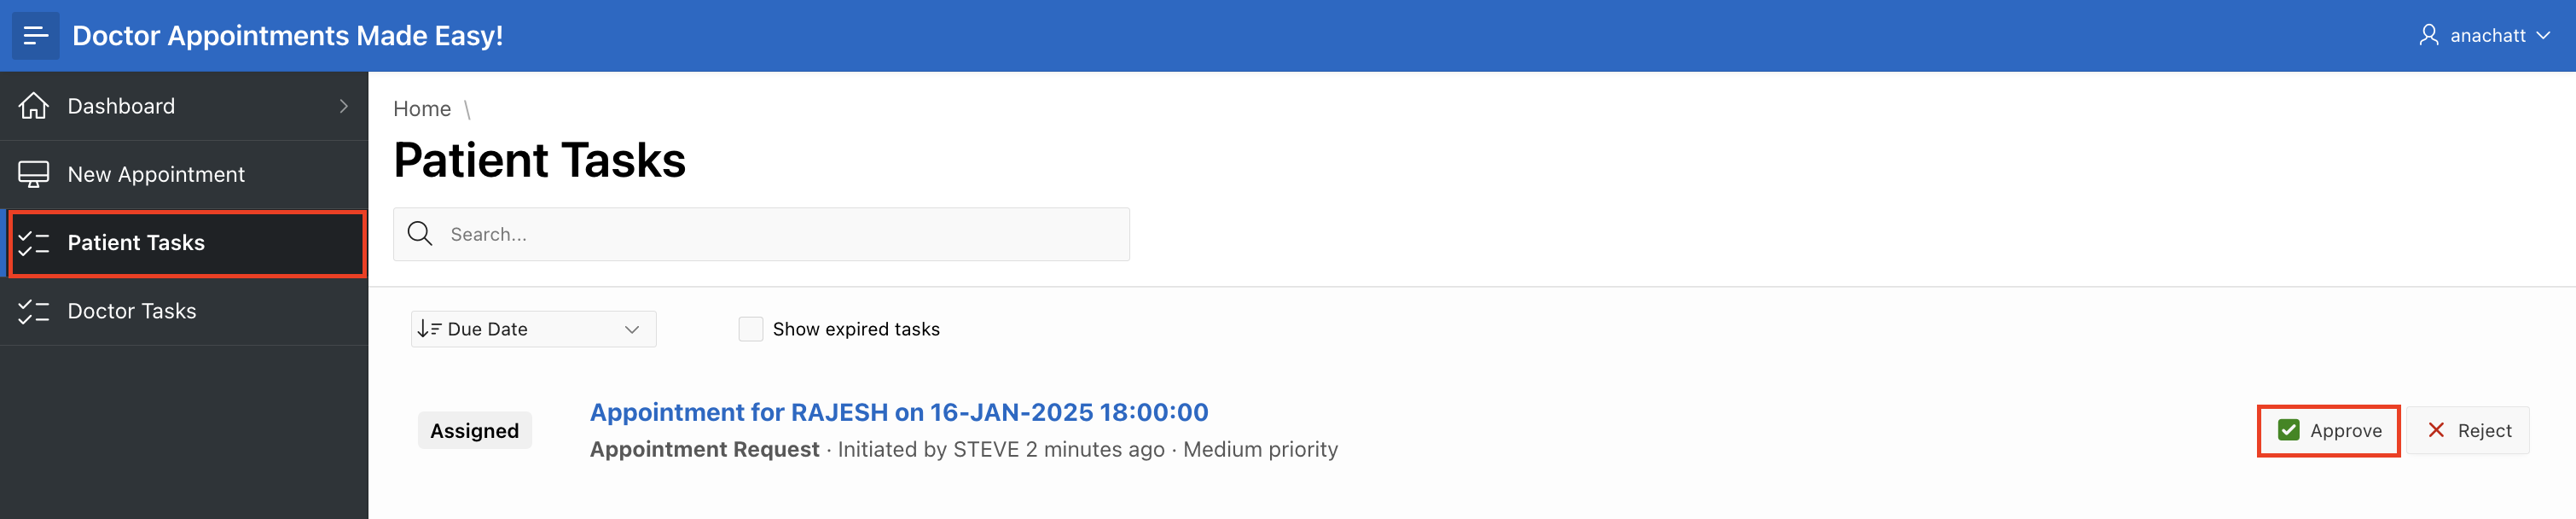 Doctor Appointments Made Easy!
anachatt
Dashboard
New Appointment
Patient Tasks
Doctor Tasks
Home \
Patient Tasks
Search...
Due Date
Show expired tasks
Assigned
Appointment for RAJESH on 16-JAN-2025 18:00:00
Appointment Request · Initiated by STEVE 2 minutes ago · Medium priority
Approve
Reject